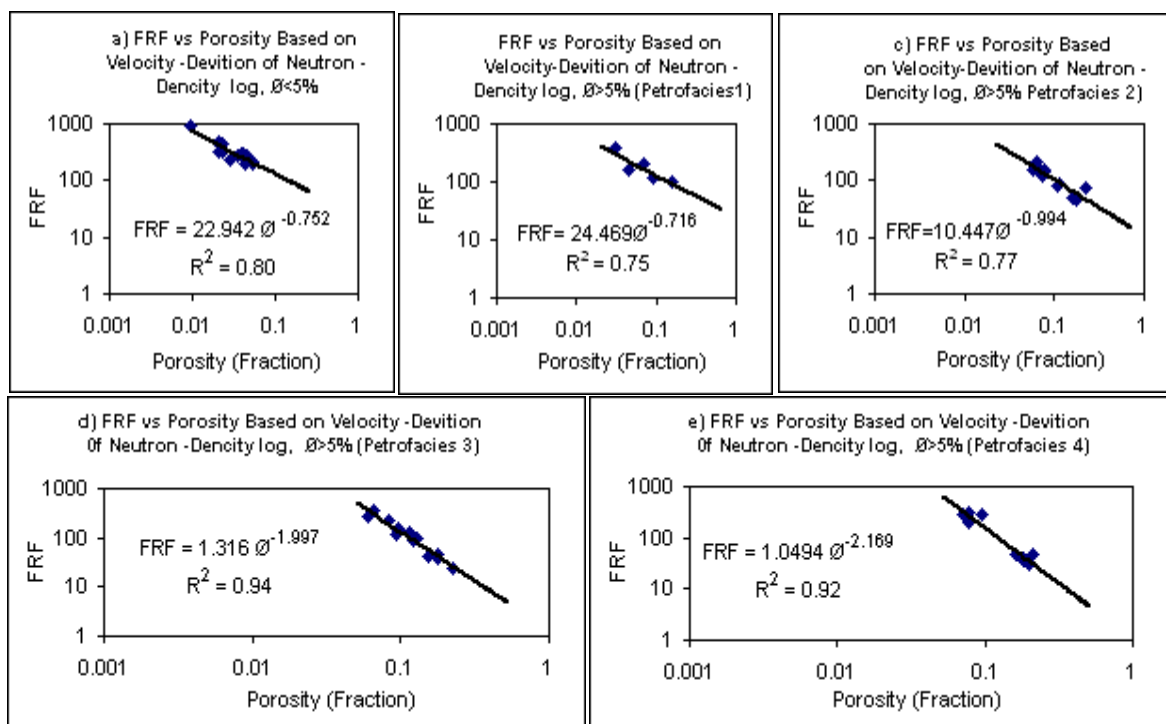 a) FRF vs Porosity Based on
Velocity -Devition of Neutron -
Dencity log, Ø<5%
1000
100
10
1
FRF
FRF = 22.942 Ø^-0.752
R² = 0.80
0.001 0.01 0.1 1
Porosity (Fraction)
FRF vs Porosity Based on
Velocity-Devition of Neutron -
Dencity log, Ø>5% (Petrofacies1)
1000
100
10
1
FRF
FRF= 24.469Ø^-0.716
R² = 0.75
0.001 0.01 0.1 1
Porosity (Fraction)
c) FRF vs Porosity Based
on Velocity-Devition of Neutron -
Dencity log, Ø>5% Petrofacies 2)
1000
100
10
1
FRF
FRF=10.447Ø^-0.994
R² = 0.77
0.001 0.01 0.1 1
Porosity (Fraction)
d) FRF vs Porosity Based on Velocity -Devition
0f Neutron -Dencity log, Ø>5% (Petrofacies 3)
1000
100
10
1
FRF
FRF = 1.316 Ø^-1.997
R² = 0.94
0.001 0.01 0.1 1
Porosity (Fraction)
e) FRF vs Porosity Based on Velocity -Devition
0f Neutron -Dencity log, Ø>5% (Petrofacies 4)
1000
100
10
1
FRF
FRF = 1.0494 Ø^-2.169
R² = 0.92
0.001 0.01 0.1 1
Porosity (Fraction)